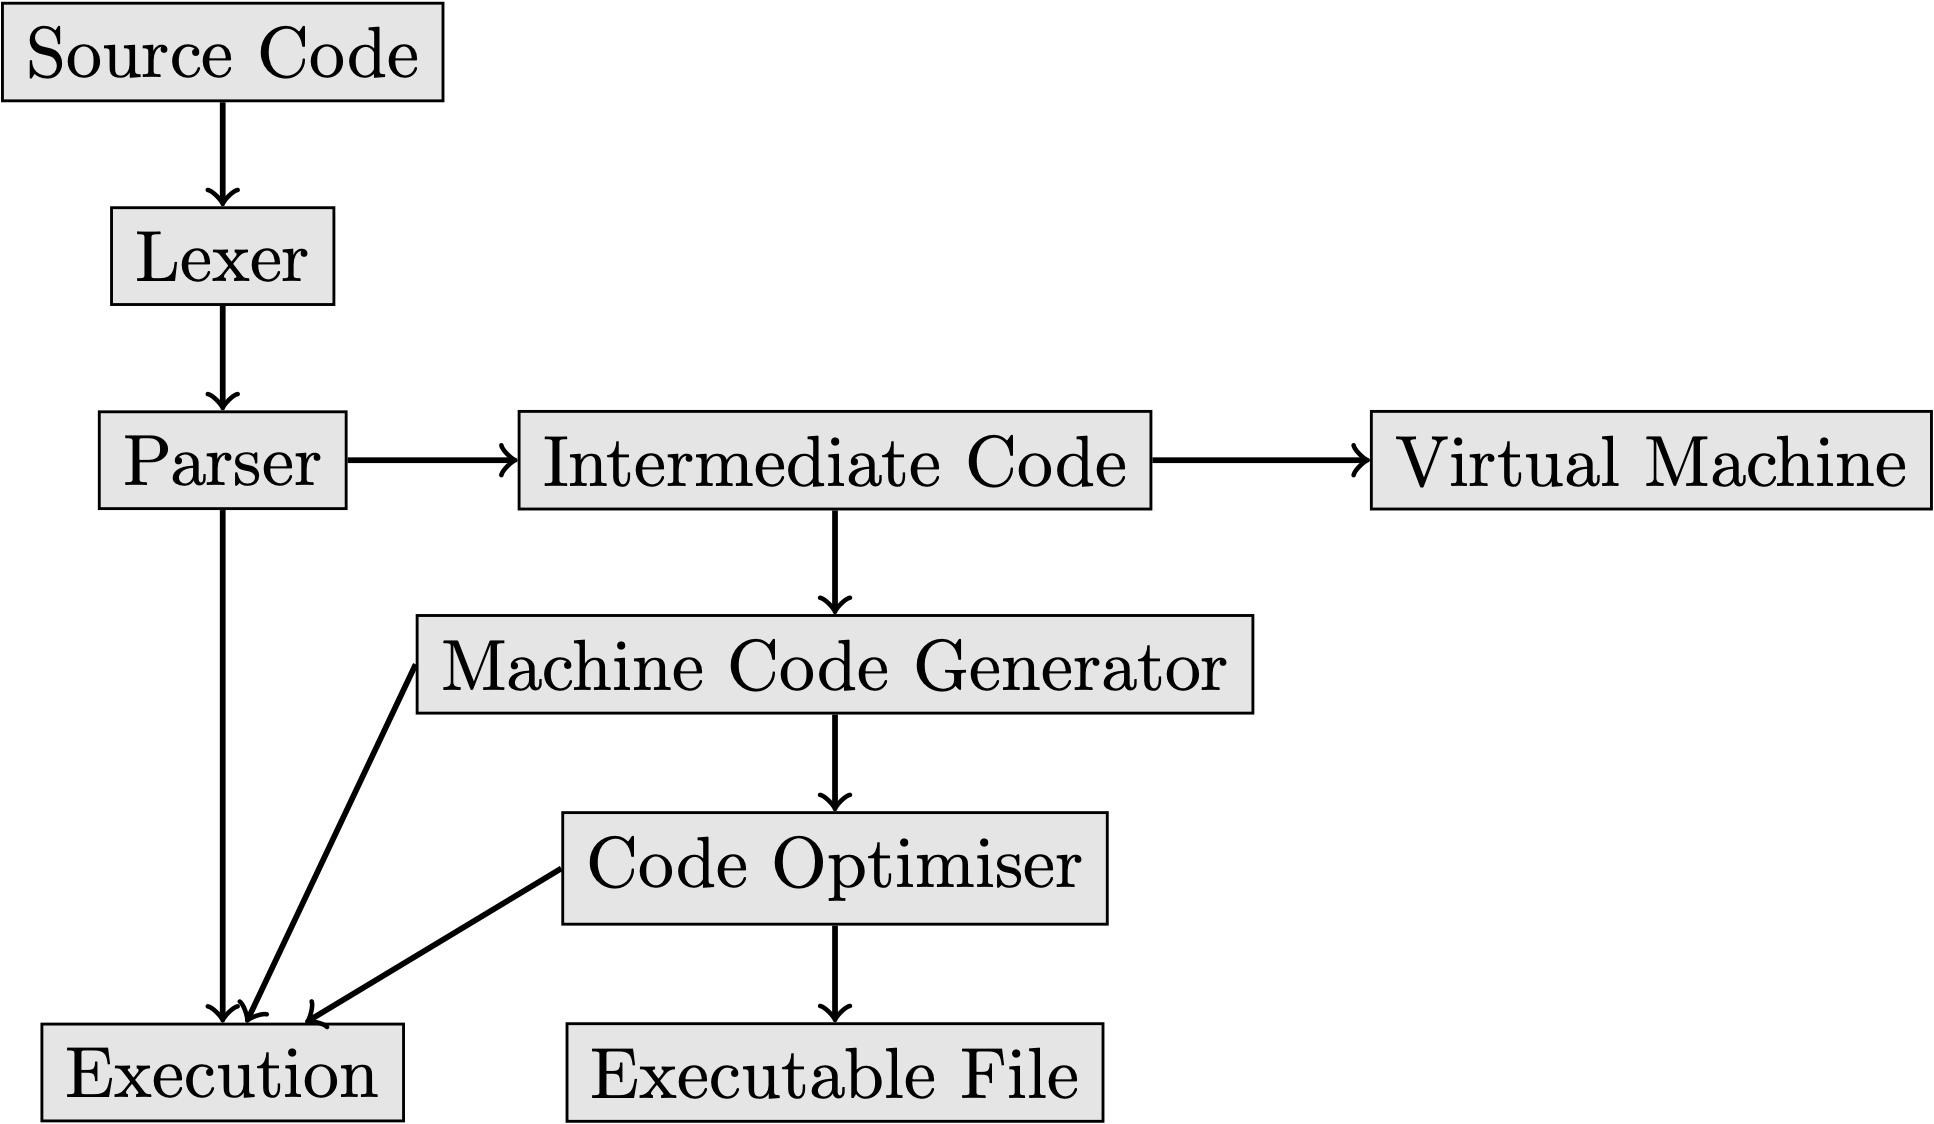 Source Code
Lexer
Parser
Intermediate Code
Virtual Machine
Machine Code Generator
Code Optimiser
Execution
Executable File